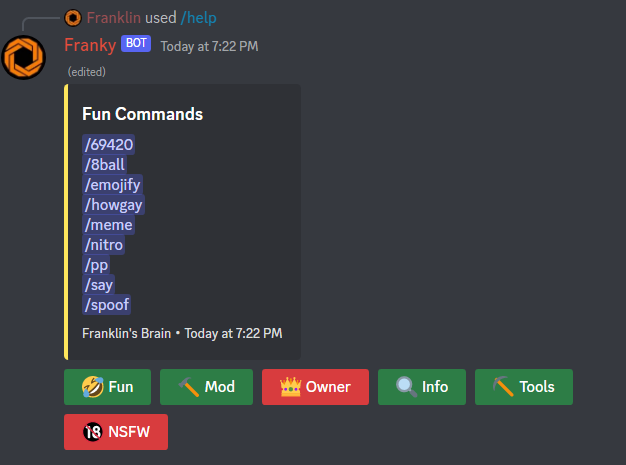 Franklin used /help
Franky BOT Today at 7:22 PM
(edited)
Fun Commands
/69420
/8ball
/emojify
/howgay
/meme
/nitro
/pp
/say
/spoof
Franklin's Brain • Today at 7:22 PM
🤣 Fun 🔨 Mod 👑 Owner 🔍 Info ⛏️ Tools
🔞 NSFW